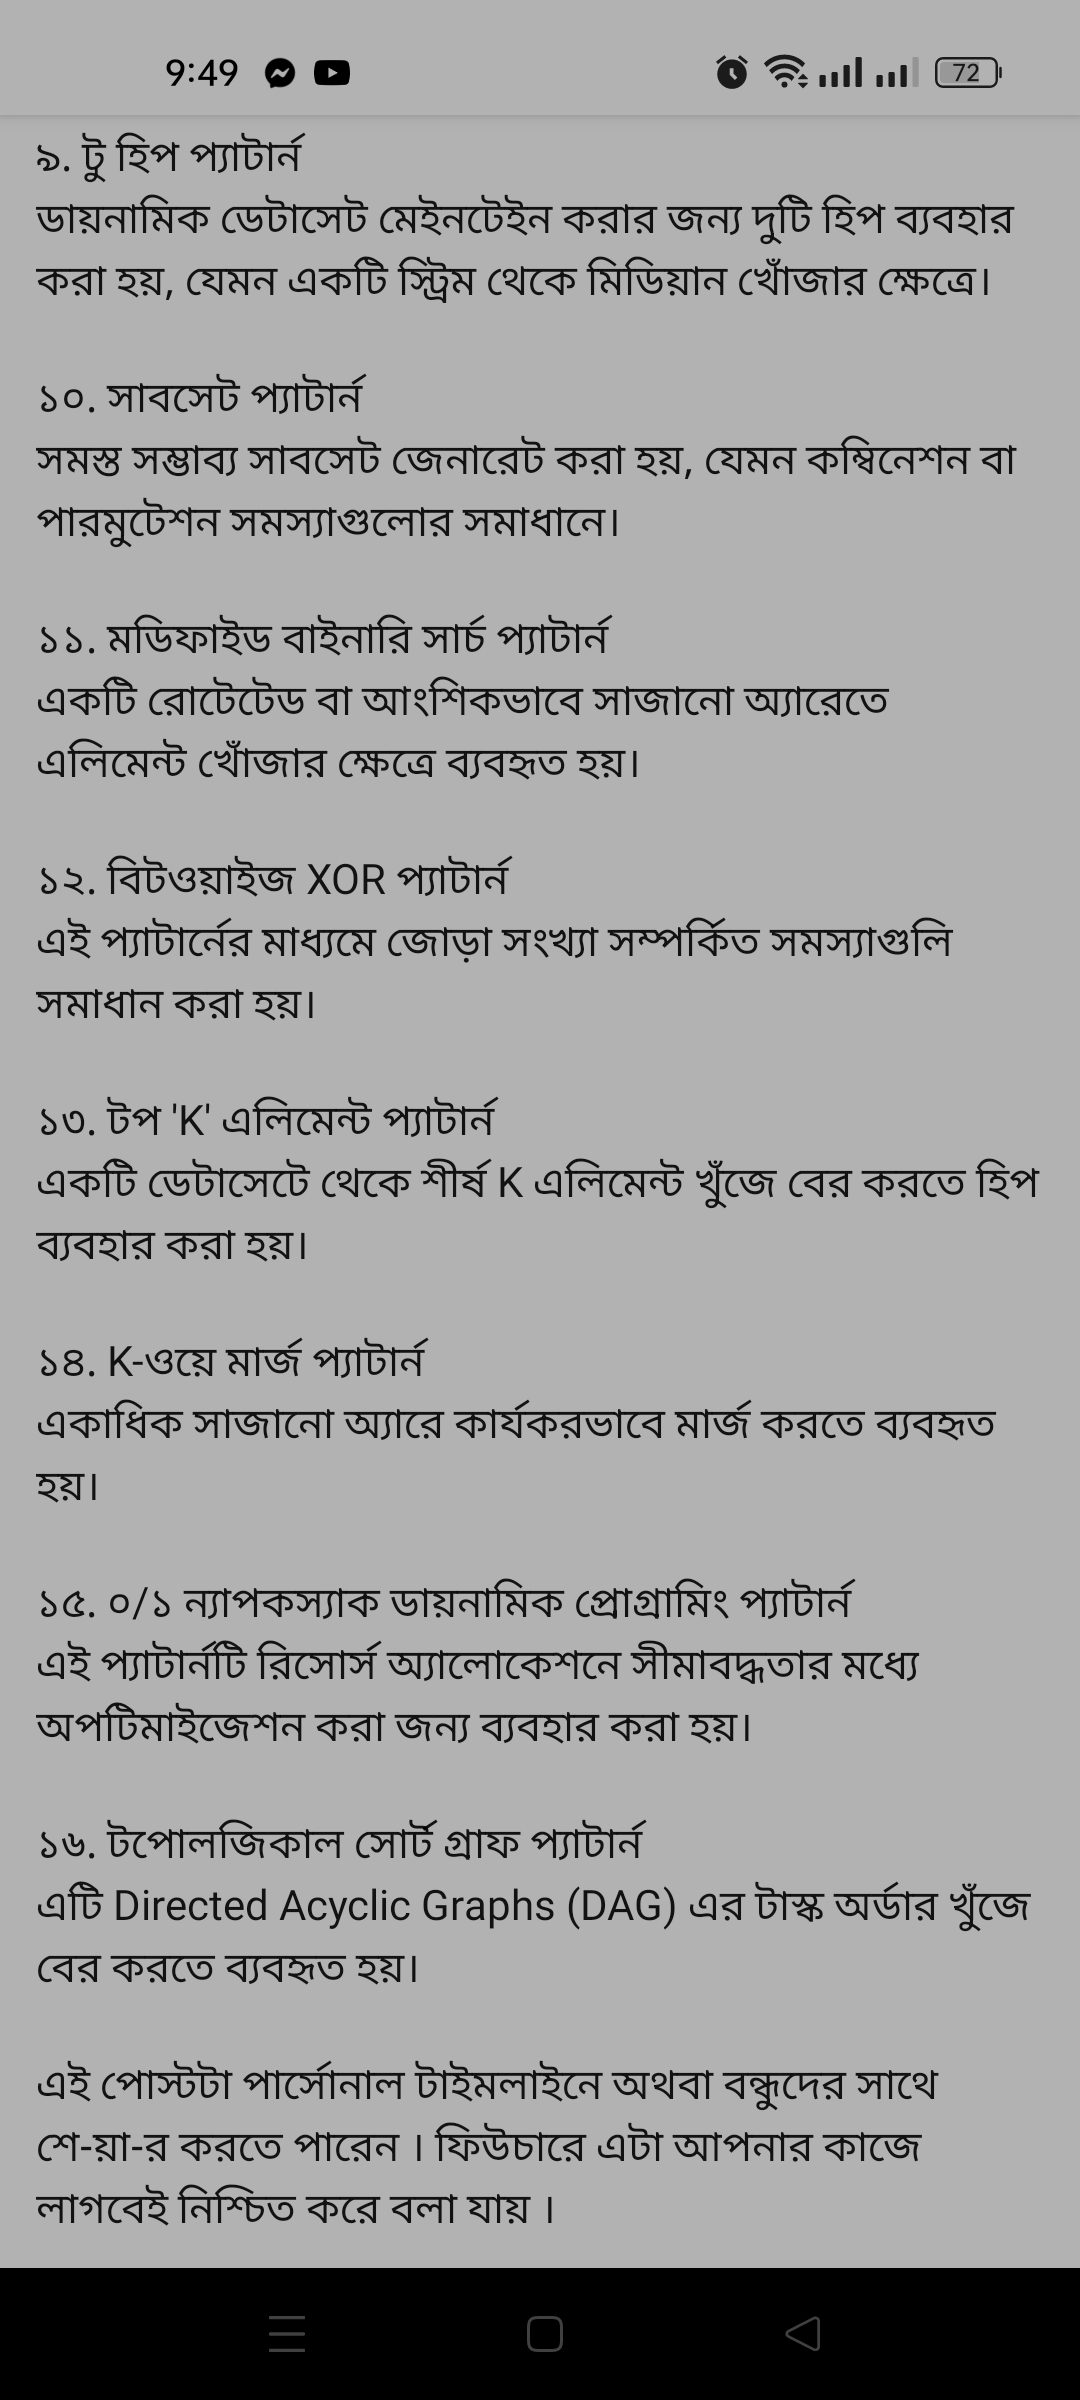 9:49
72
৯. টু হিপ প্যাটার্ন
ডায়নামিক ডেটাসেট মেইনটেইন করার জন্য দুটি হিপ ব্যবহার
করা হয়, যেমন একটি স্ট্রিম থেকে মিডিয়ান খোঁজার ক্ষেত্রে।
১০. সাবসেট প্যাটার্ন
সমস্ত সম্ভাব্য সাবসেট জেনারেট করা হয়, যেমন কম্বিনেশন বা
পারমুটেশন সমস্যাগুলোর সমাধানে।
১১. মডিফাইড বাইনারি সার্চ প্যাটার্ন
একটি রোটেটেড বা আংশিকভাবে সাজানো অ্যারেতে
এলিমেন্ট খোঁজার ক্ষেত্রে ব্যবহৃত হয়।
১২. বিটওয়াইজ XOR প্যাটার্ন
এই প্যাটার্নের মাধ্যমে জোড়া সংখ্যা সম্পর্কিত সমস্যাগুলি
সমাধান করা হয়।
১৩. টপ 'K' এলিমেন্ট প্যাটার্ন
একটি ডেটাসেটে থেকে শীর্ষ K এলিমেন্ট খুঁজে বের করতে হিপ
ব্যবহার করা হয়।
১৪. K-ওয়ে মার্জ প্যাটার্ন
একাধিক সাজানো অ্যারে কার্যকরভাবে মার্জ করতে ব্যবহৃত
হয়।
১৫. ০/১ ন্যাপকস্যাক ডায়নামিক প্রোগ্রামিং প্যাটার্ন
এই প্যাটার্নটি রিসোর্স অ্যালোকেশনে সীমাবদ্ধতার মধ্যে
অপটিমাইজেশন করা জন্য ব্যবহার করা হয়।
১৬. টপোলজিকাল সোর্ট গ্রাফ প্যাটার্ন
এটি Directed Acyclic Graphs (DAG) এর টাস্ক অর্ডার খুঁজে
বের করতে ব্যবহৃত হয়।
এই পোস্টটা পার্সোনাল টাইমলাইনে অথবা বন্ধুদের সাথে
শে-য়া-র করতে পারেন । ফিউচারে এটা আপনার কাজে
লাগবেই নিশ্চিত করে বলা যায় ।